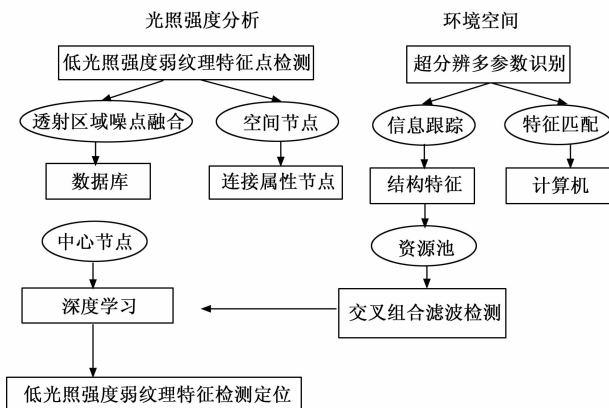 光照强度分析
环境空间
低光照强度弱纹理特征点检测
超分辨多参数识别
透射区域噪点融合
空间节点
信息跟踪
特征匹配
数据库
连接属性节点
结构特征
计算机
中心节点
资源池
深度学习
交叉组合滤波检测
低光照强度弱纹理特征检测定位